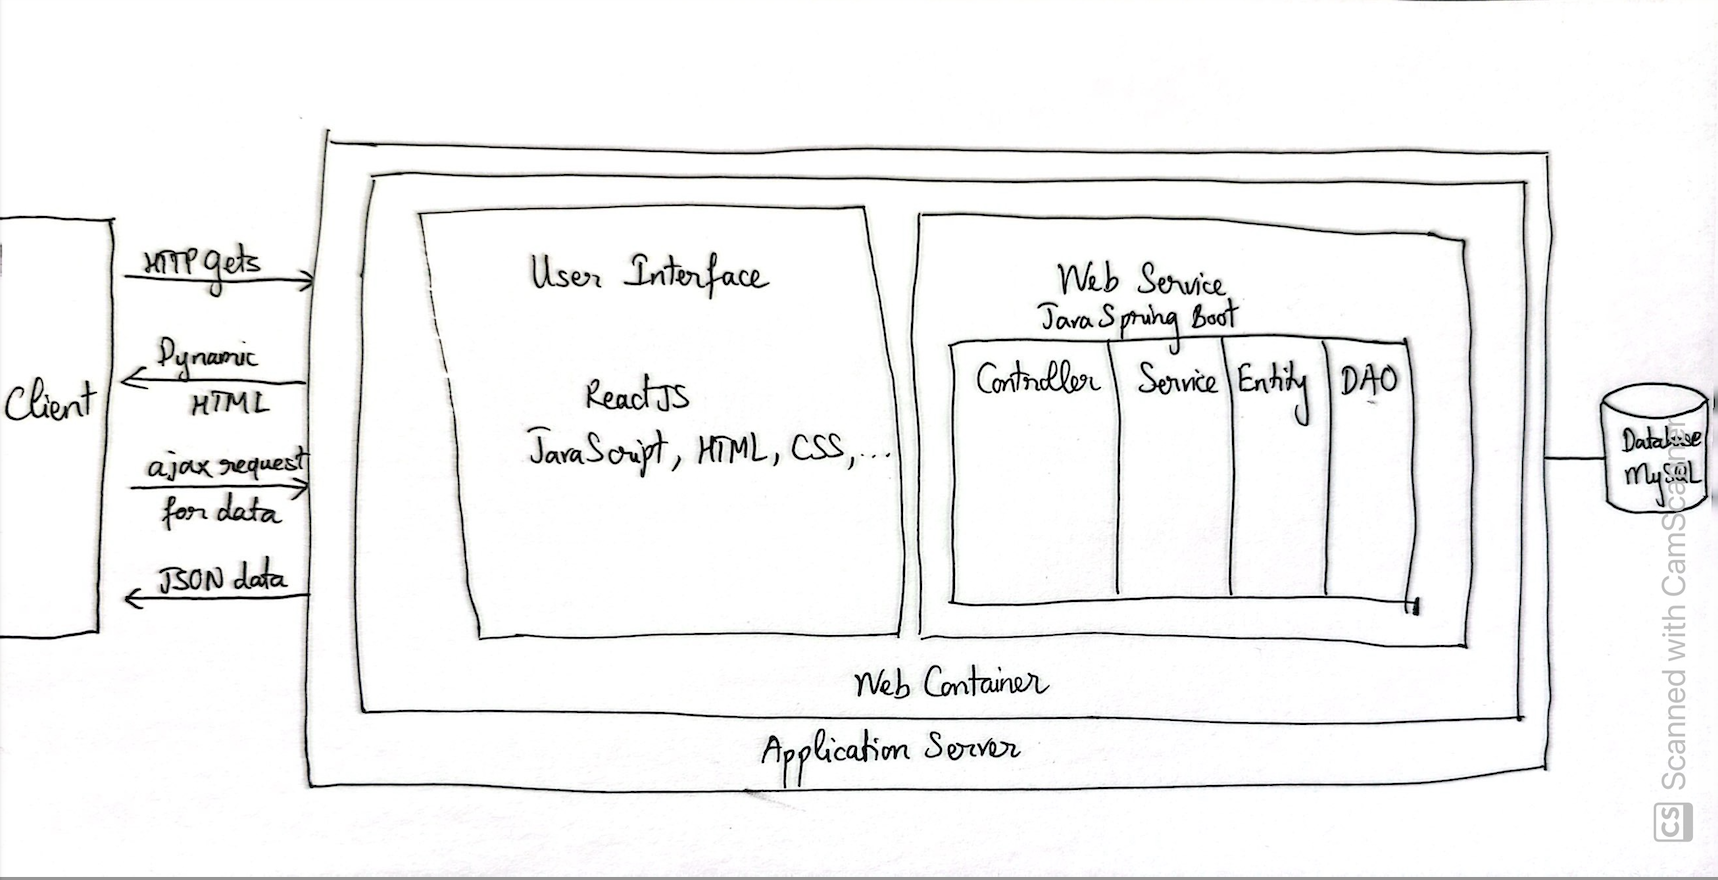 Client
HTTP gets
Dynamic
HTML
ajax request
for data
JSON data
User Interface
ReactJS
JavaScript, HTML, CSS,...
Web Service
Java Spring Boot
Controller
Service
Entity
DAO
Web Container
Application Server
Database
MySQL
CS Scanned with CamScanner